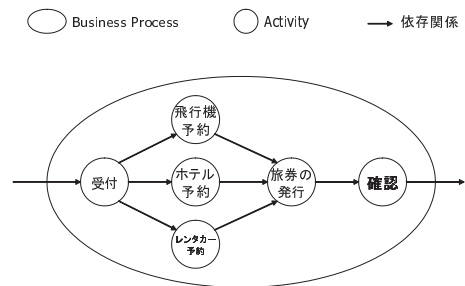 Business Process
Activity
依存関係
飛行機
予約
受付
ホテル
予約
旅券の
発行
確認
レンタカー
予約